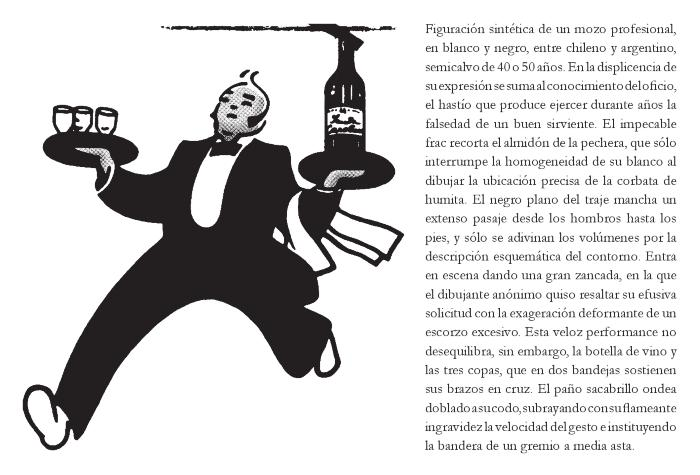 Figuración sintética de un mozo profesional,
en blanco y negro, entre chileno y argentino,
semicalvo de 40 o 50 años. En la displicencia de
su expresión se suma al conocimiento del oficio,
el hastío que produce ejercer durante años la
falsedad de un buen sirviente. El impecable
frac recorta el almidón de la pechera, que sólo
interrumpe la homogeneidad de su blanco al
dibujar la ubicación precisa de la corbata de
humita. El negro plano del traje mancha un
extenso pasaje desde los hombros hasta los
pies, y sólo se adivinan los volúmenes por la
descripción esquemática del contorno. Entra
en escena dando una gran zancada, en la que
el dibujante anónimo quiso resaltar su efusiva
solicitud con la exageración deformante de un
escorzo excesivo. Esta veloz performance no
desequilibra, sin embargo, la botella de vino y
las tres copas, que en dos bandejas sostienen
sus brazos en cruz. El paño sacabrillo ondea
doblado a su codo, subrayando con su flameante
ingravidez la velocidad del gesto e instituyendo
la bandera de un gremio a media asta.